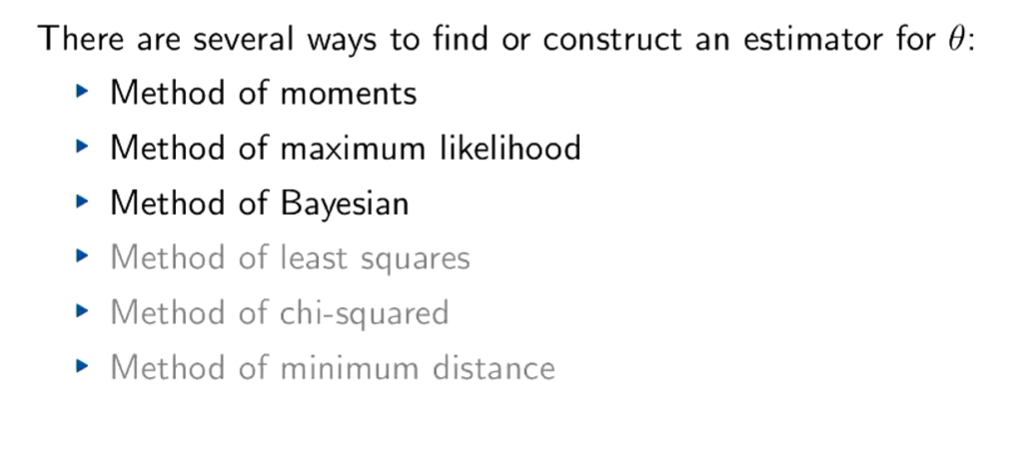 There are several ways to find or construct an estimator for θ:
▶ Method of moments
▶ Method of maximum likelihood
▶ Method of Bayesian
▶ Method of least squares
▶ Method of chi-squared
▶ Method of minimum distance